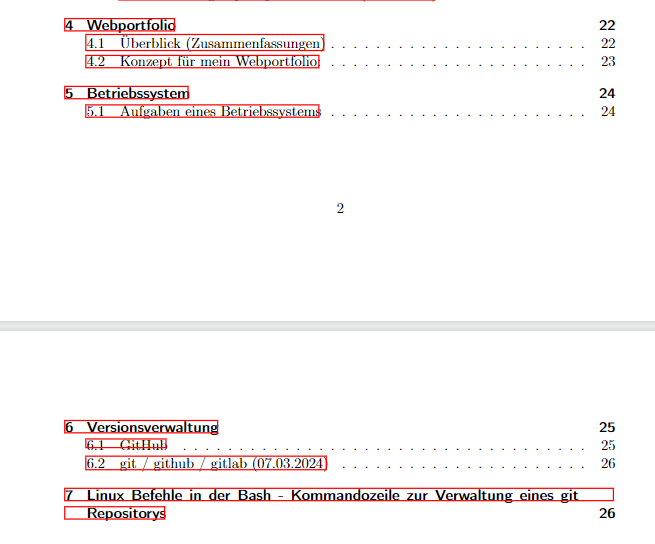 4 Webportfolio 22
4.1 Überblick (Zusammenfassungen) . . . . . . . . . . . . . . . . . . . . . . . 22
4.2 Konzept für mein Webportfolio: . . . . . . . . . . . . . . . . . . . . . . . 23
5 Betriebssystem 24
5.1 Aufgaben eines Betriebssystems . . . . . . . . . . . . . . . . . . . . . . . 24
2
6 Versionsverwaltung 25
6.1 GitHub . . . . . . . . . . . . . . . . . . . . . . . . . . . . . . . . . . . . 25
6.2 git / github / gitlab (07.03.2024) . . . . . . . . . . . . . . . . . . . . . . 26
7 Linux Befehle in der Bash - Kommandozeile zur Verwaltung eines git
Repositorys 26